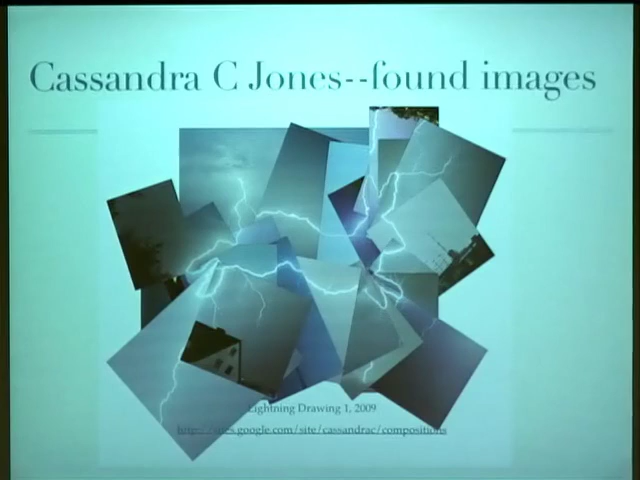 Cassandra C Jones--found images
Lightning Drawing 1, 2009
http://sites.google.com/site/cassandrac/compositions